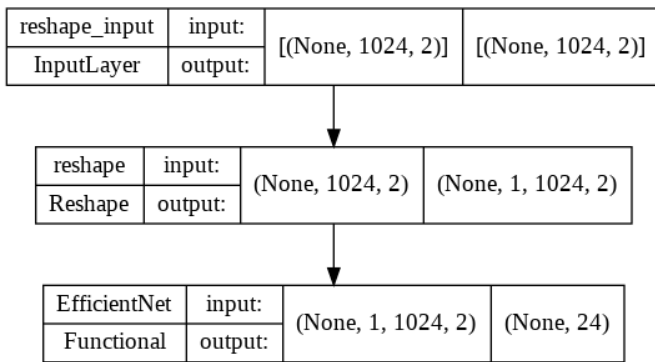 reshape_input input: [(None, 1024, 2)] [(None, 1024, 2)]
InputLayer output:
reshape input: (None, 1024, 2) (None, 1, 1024, 2)
Reshape output:
EfficientNet input: (None, 1, 1024, 2) (None, 24)
Functional output: